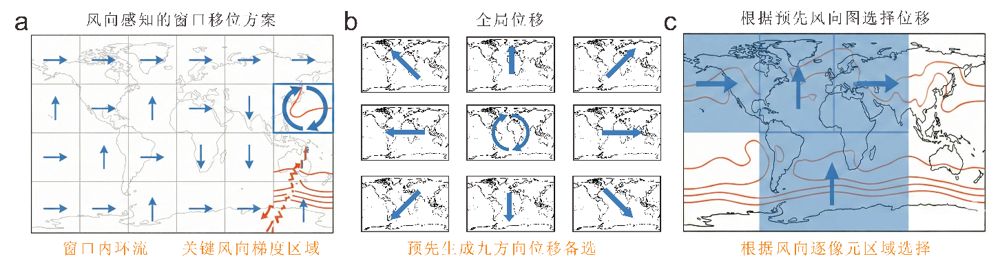 a 风向感知的窗口移位方案
b 全局位移
c 根据预先风向图选择位移
窗口内环流 关键风向梯度区域
预先生成九方向位移备选
根据风向逐像元区域选择